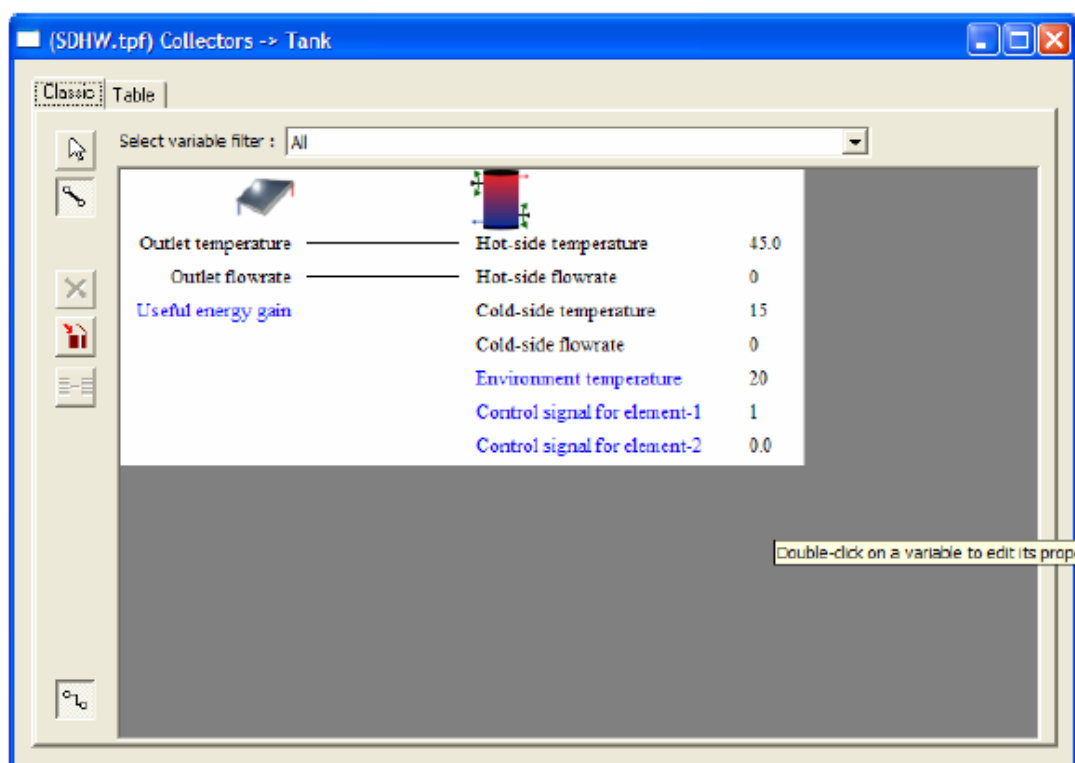 (SDHW.tpf) Collectors -> Tank
Classic Table
Select variable filter : All
Outlet temperature Hot-side temperature 45.0
Outlet flowrate Hot-side flowrate 0
Useful energy gain Cold-side temperature 15
Cold-side flowrate 0
Environment temperature 20
Control signal for element-1 1
Control signal for element-2 0.0
Double-click on a variable to edit its prop